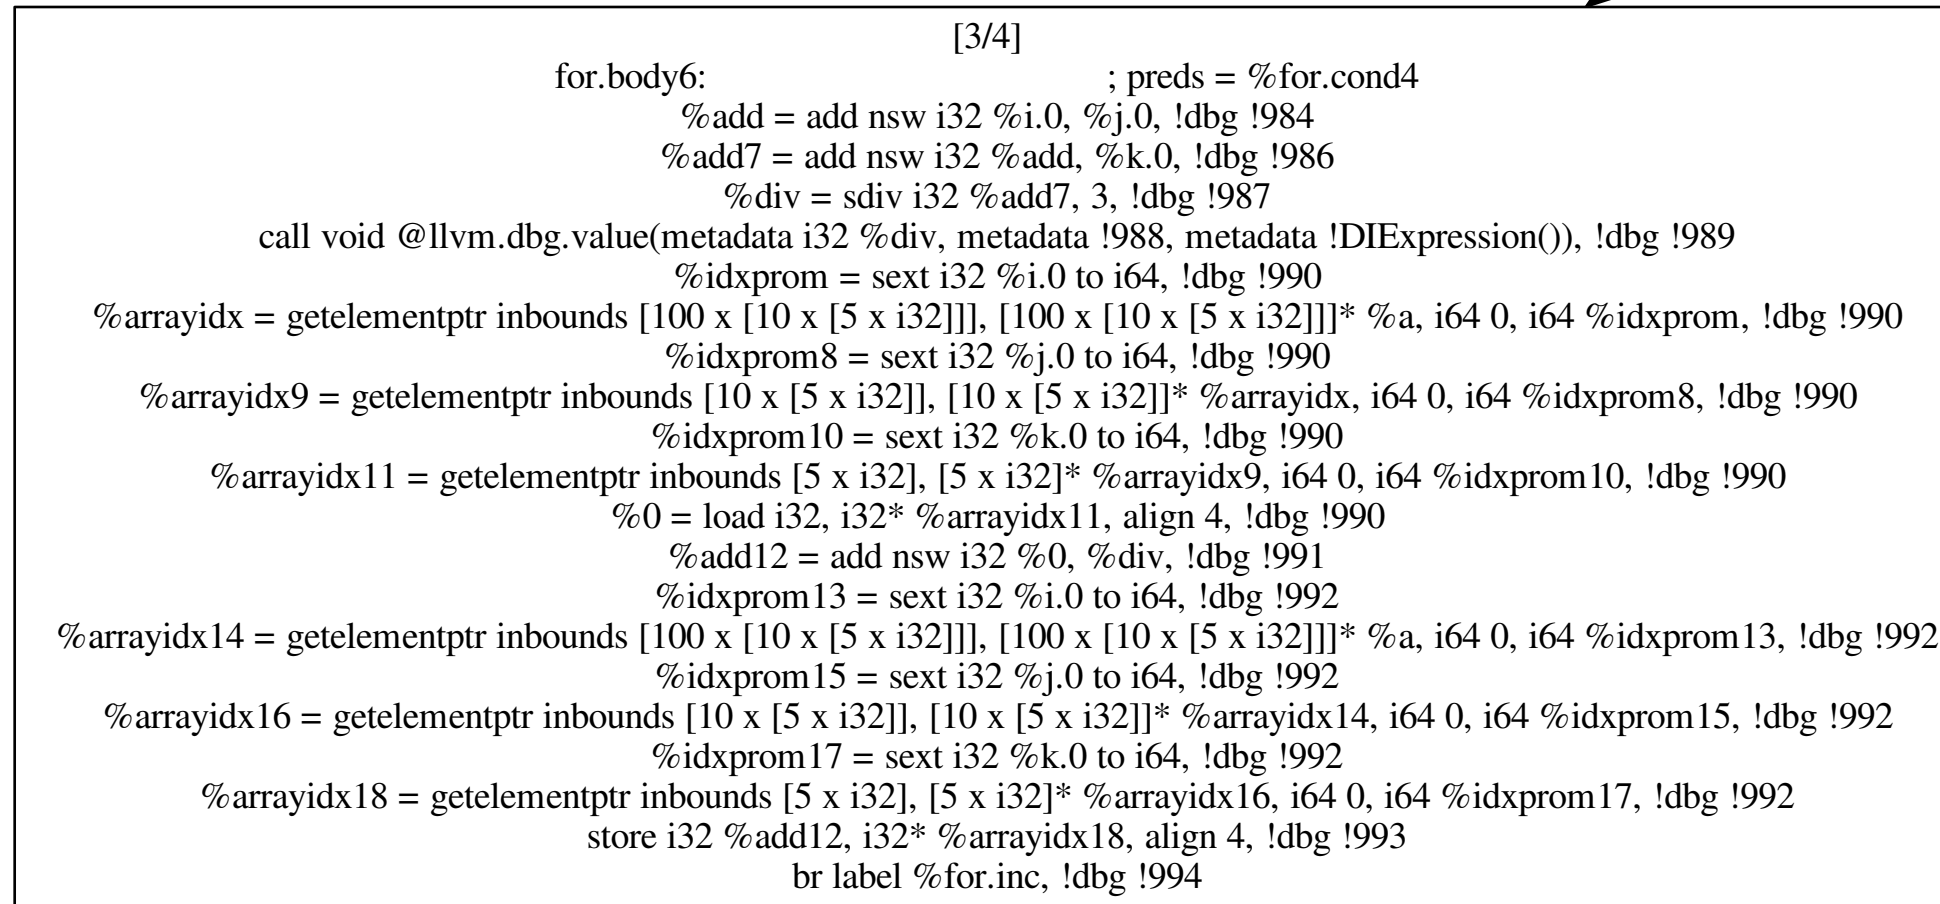 [3/4]
for.body6: ; preds = %for.cond4
%add = add nsw i32 %i.0, %j.0, !dbg !984
%add7 = add nsw i32 %add, %k.0, !dbg !986
%div = sdiv i32 %add7, 3, !dbg !987
call void @llvm.dbg.value(metadata i32 %div, metadata !988, metadata !DIExpression()), !dbg !989
%idxprom = sext i32 %i.0 to i64, !dbg !990
%arrayidx = getelementptr inbounds [100 x [10 x [5 x i32]]], [100 x [10 x [5 x i32]]]* %a, i64 0, i64 %idxprom, !dbg !990
%idxprom8 = sext i32 %j.0 to i64, !dbg !990
%arrayidx9 = getelementptr inbounds [10 x [5 x i32]], [10 x [5 x i32]]* %arrayidx, i64 0, i64 %idxprom8, !dbg !990
%idxprom10 = sext i32 %k.0 to i64, !dbg !990
%arrayidx11 = getelementptr inbounds [5 x i32], [5 x i32]* %arrayidx9, i64 0, i64 %idxprom10, !dbg !990
%0 = load i32, i32* %arrayidx11, align 4, !dbg !990
%add12 = add nsw i32 %0, %div, !dbg !991
%idxprom13 = sext i32 %i.0 to i64, !dbg !992
%arrayidx14 = getelementptr inbounds [100 x [10 x [5 x i32]]], [100 x [10 x [5 x i32]]]* %a, i64 0, i64 %idxprom13, !dbg !992
%idxprom15 = sext i32 %j.0 to i64, !dbg !992
%arrayidx16 = getelementptr inbounds [10 x [5 x i32]], [10 x [5 x i32]]* %arrayidx14, i64 0, i64 %idxprom15, !dbg !992
%idxprom17 = sext i32 %k.0 to i64, !dbg !992
%arrayidx18 = getelementptr inbounds [5 x i32], [5 x i32]* %arrayidx16, i64 0, i64 %idxprom17, !dbg !992
store i32 %add12, i32* %arrayidx18, align 4, !dbg !993
br label %for.inc, !dbg !994